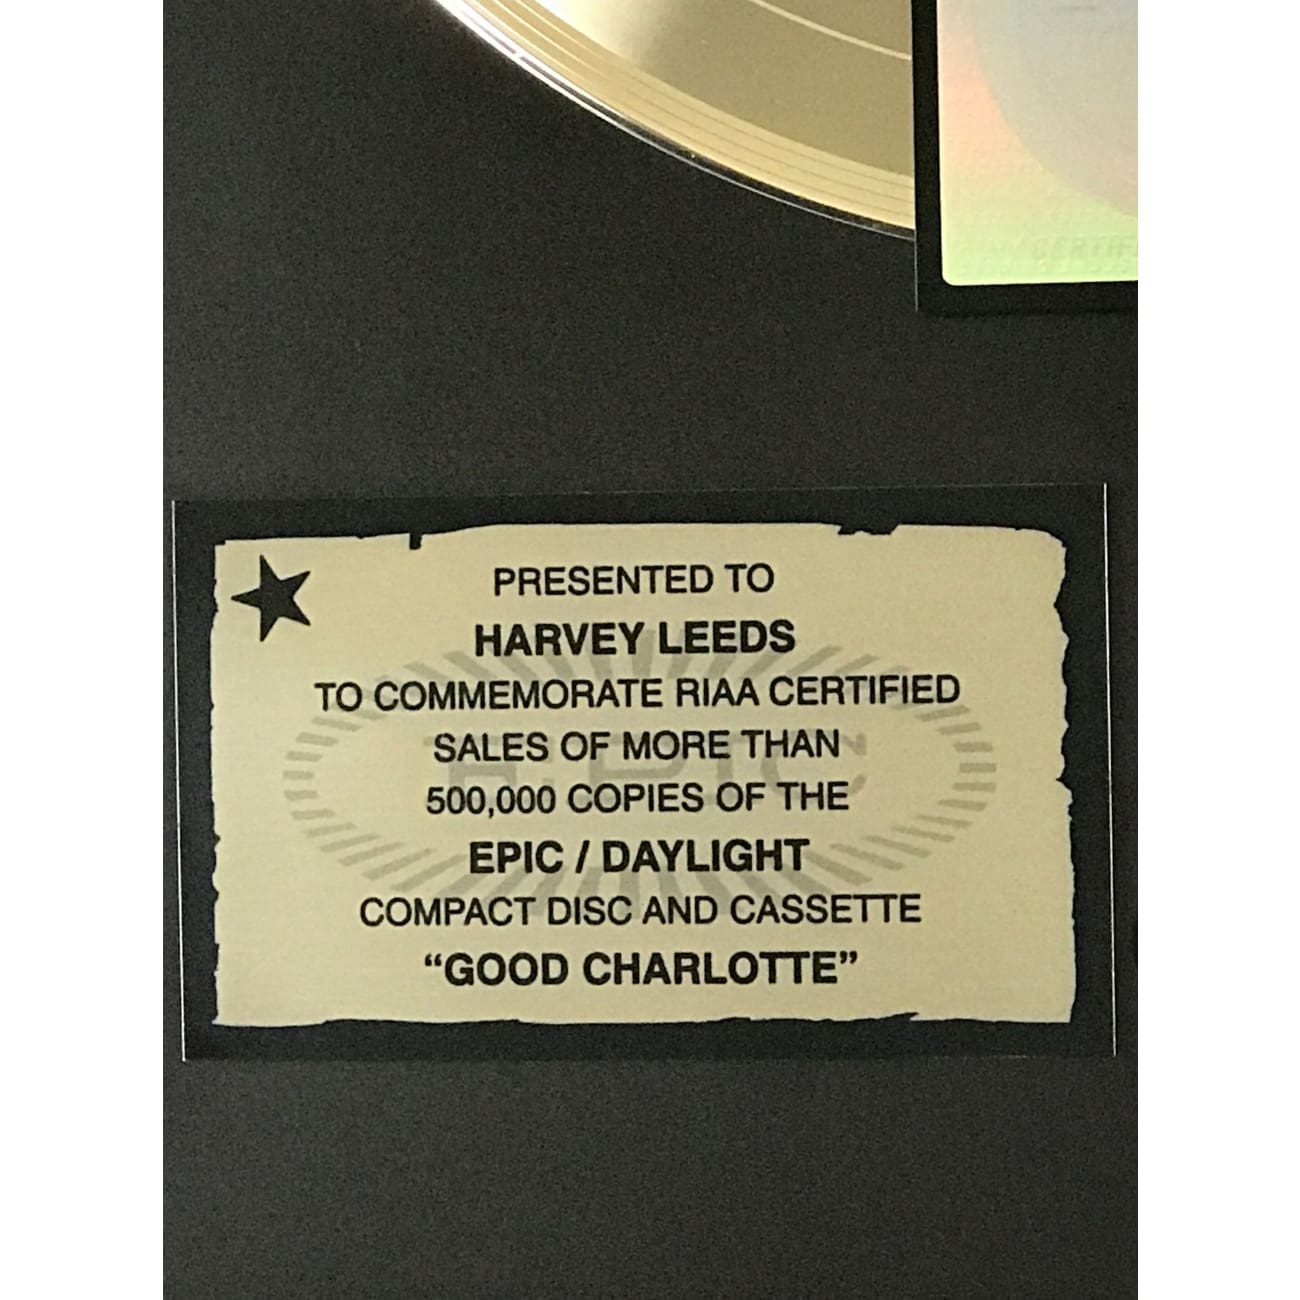 CERTIFI
PRESENTED TO
HARVEY LEEDS
TO COMMEMORATE RIAA CERTIFIED
SALES OF MORE THAN
500,000 COPIES OF THE
EPIC / DAYLIGHT
COMPACT DISC AND CASSETTE
“GOOD CHARLOTTE”